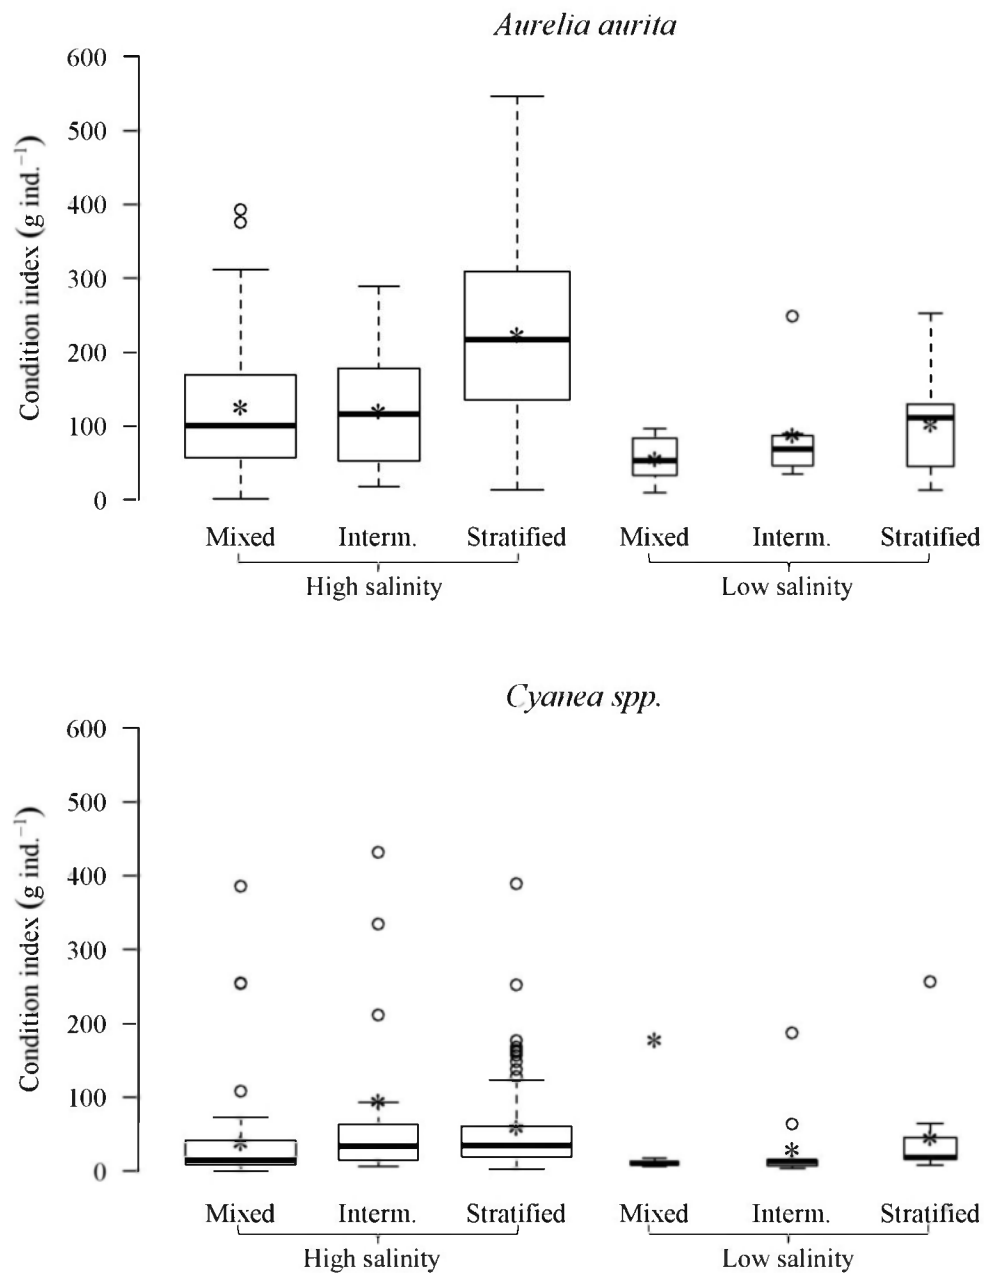 Aurelia aurita
600
500
400
300
200
100
0
Condition index (g ind.⁻¹)
Mixed Interm. Stratified Mixed Interm. Stratified
High salinity Low salinity
Cyanea spp.
600
500
400
300
200
100
0
Condition index (g ind.⁻¹)
Mixed Interm. Stratified Mixed Interm. Stratified
High salinity Low salinity